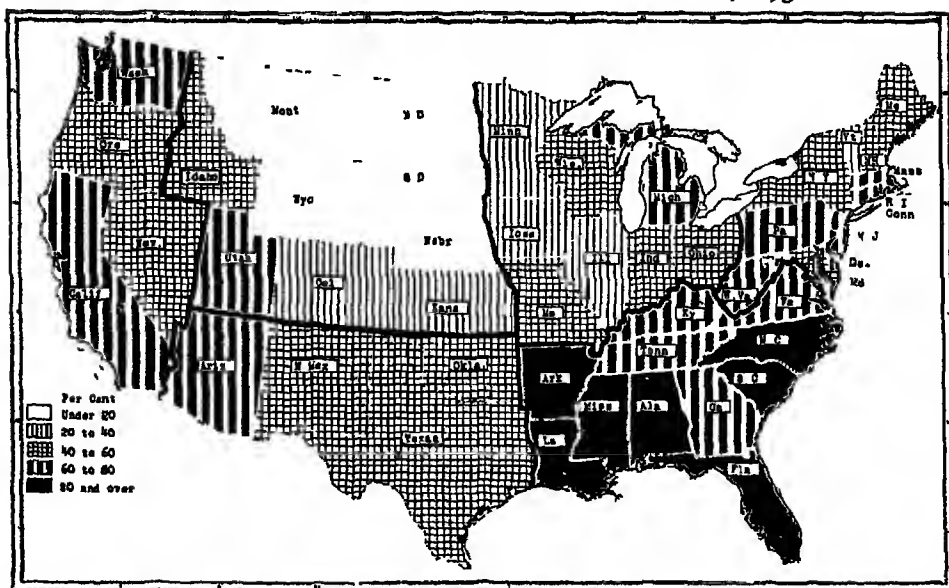 Wash
Mont
N D
Minn
Me
Ore
Idaho
S D
Wis.
Vt
N H
Mass
N Y
R I
Conn
Wyo
Mich
Nebr
Iowa
Pa
N J
Nev.
Utah
Ill
Ind
Ohio
De.
Md
Col
Kans
Mo
W Va
Va
Calif
Ky
N C
Ariz
N Mex
Okla.
Tenn
Ark
S C
Miss
Ala
Ga
Texas
La
Fla
Per Cent
Under 20
20 to 40
40 to 60
60 to 80
80 and over